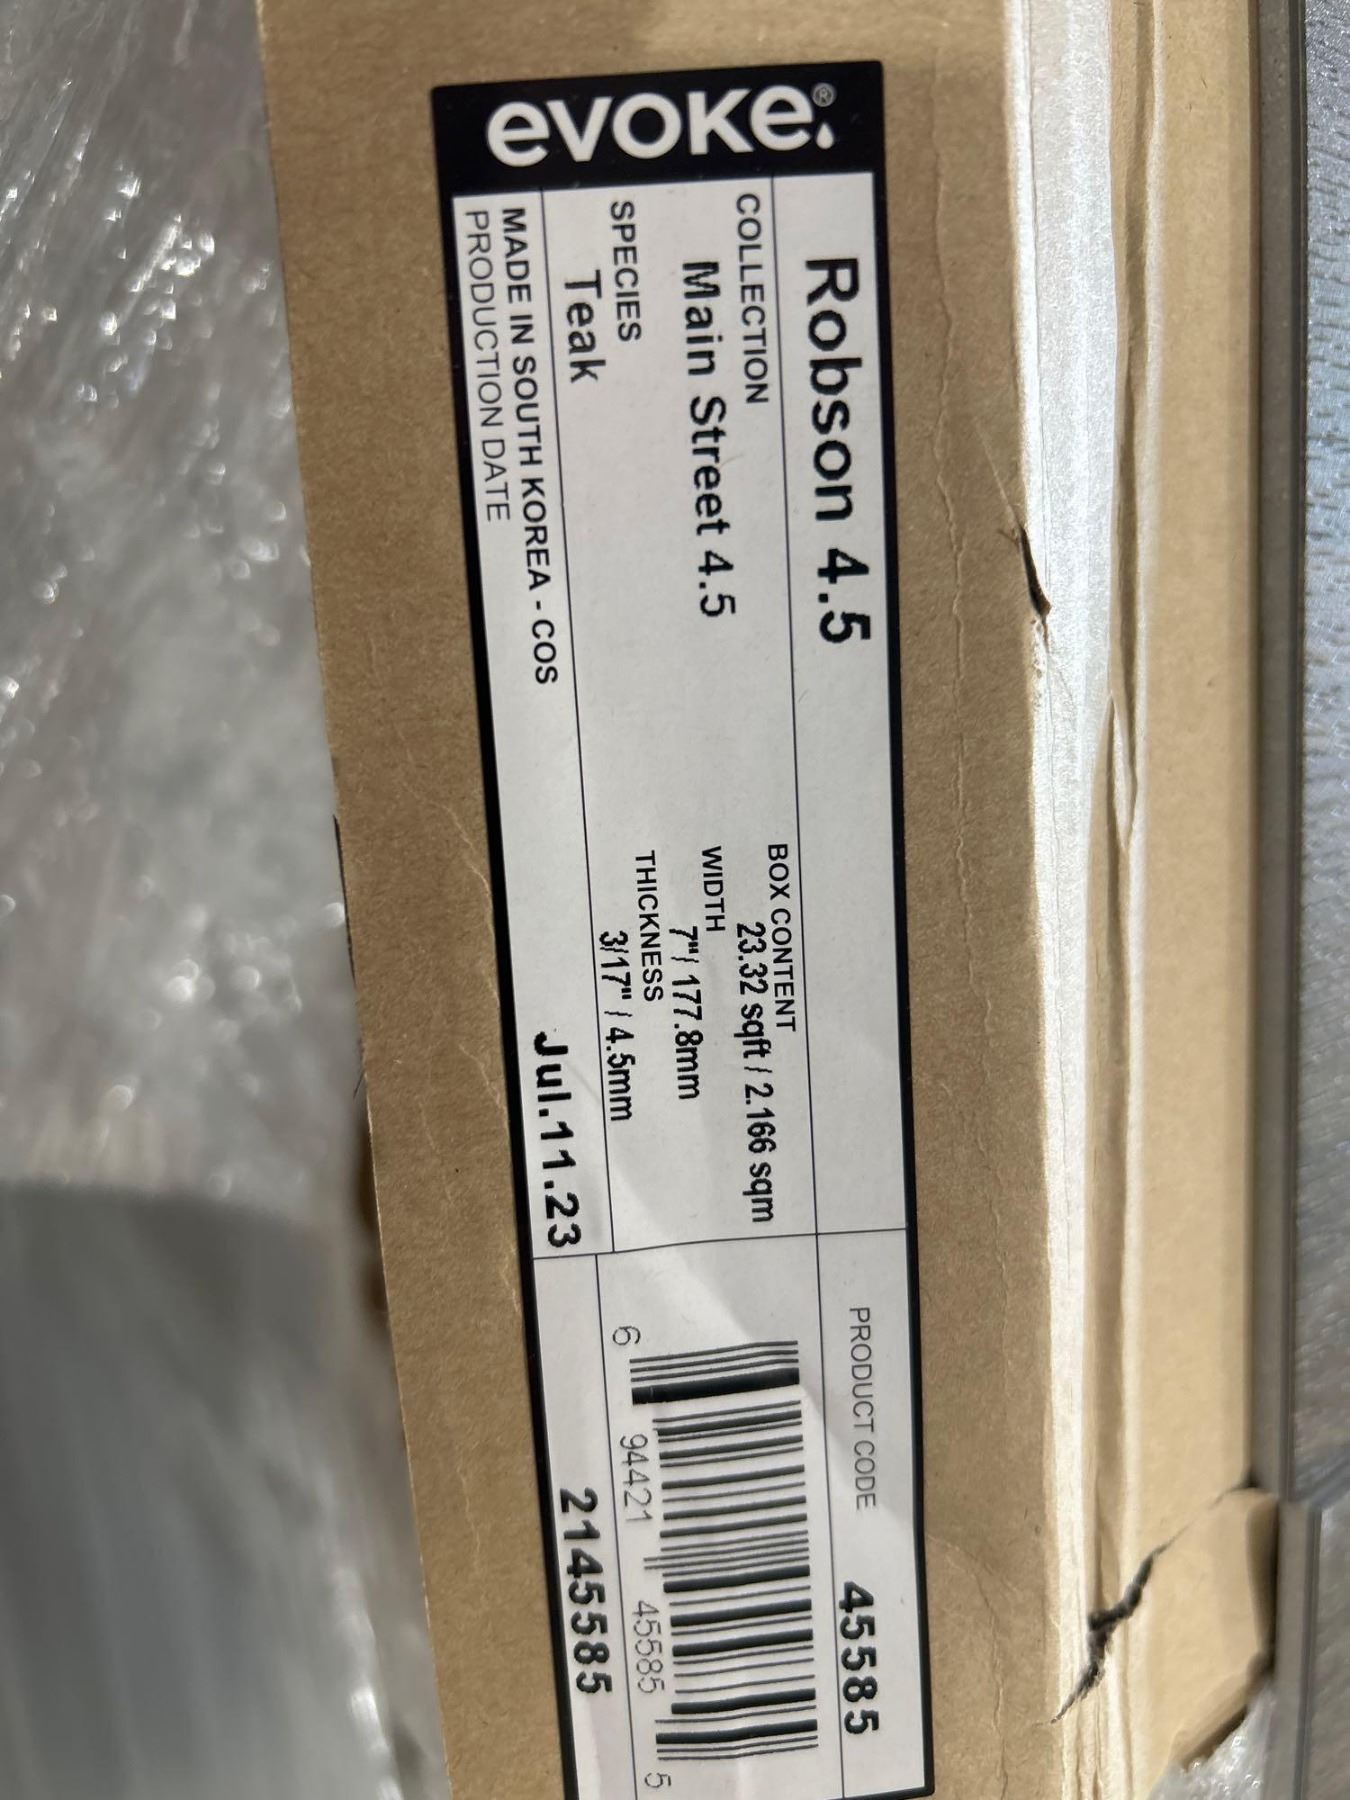 evoke®
Robson 4.5
PRODUCT CODE 45585
COLLECTION
Main Street 4.5
SPECIES
Teak
BOX CONTENT
23.32 sqft / 2.166 sqm
WIDTH
7" / 177.8mm
THICKNESS
3/17" / 4.5mm
6 94421 45585 5
MADE IN SOUTH KOREA - COS
PRODUCTION DATE
Jul.11.23
2145585